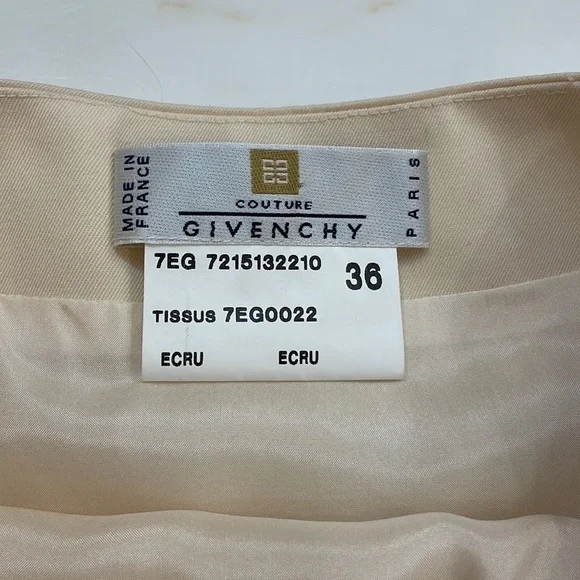 MADE IN
FRANCE
COUTURE
GIVENCHY
PARIS
7EG 7215132210 36
TISSUS 7EG0022
ECRU ECRU